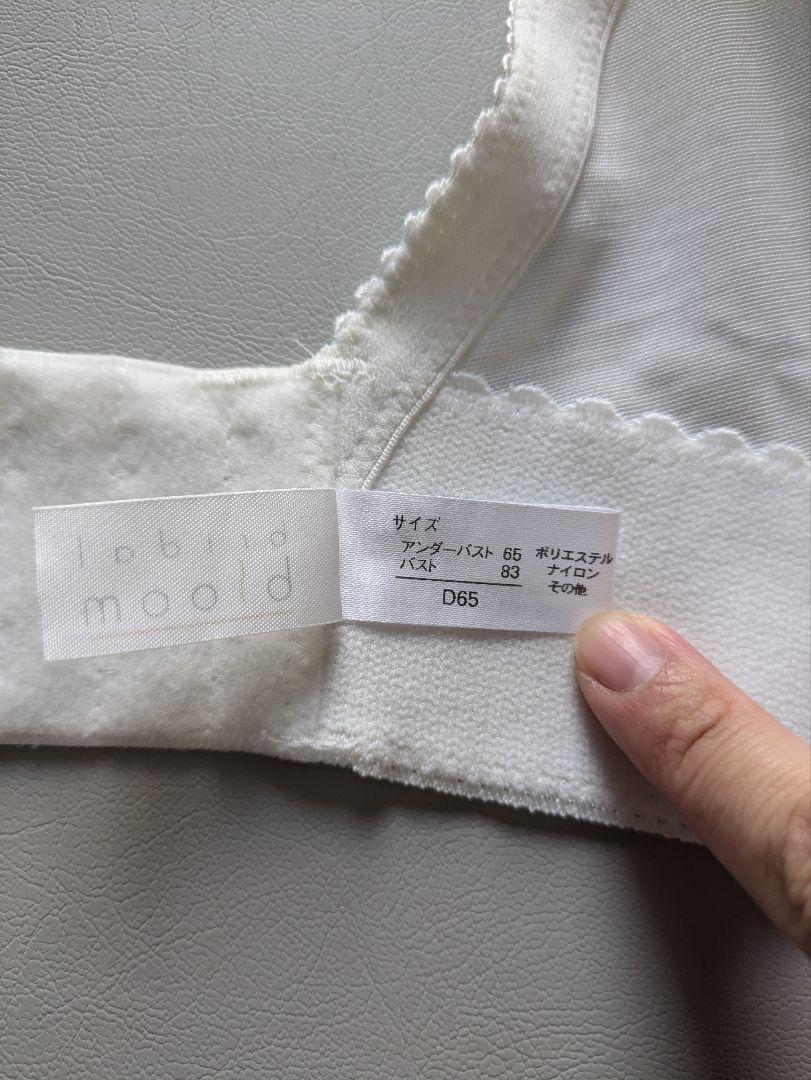 mood
サイズ
アンダーバスト 65
バスト 83
D65
ポリエステル
ナイロン
その他